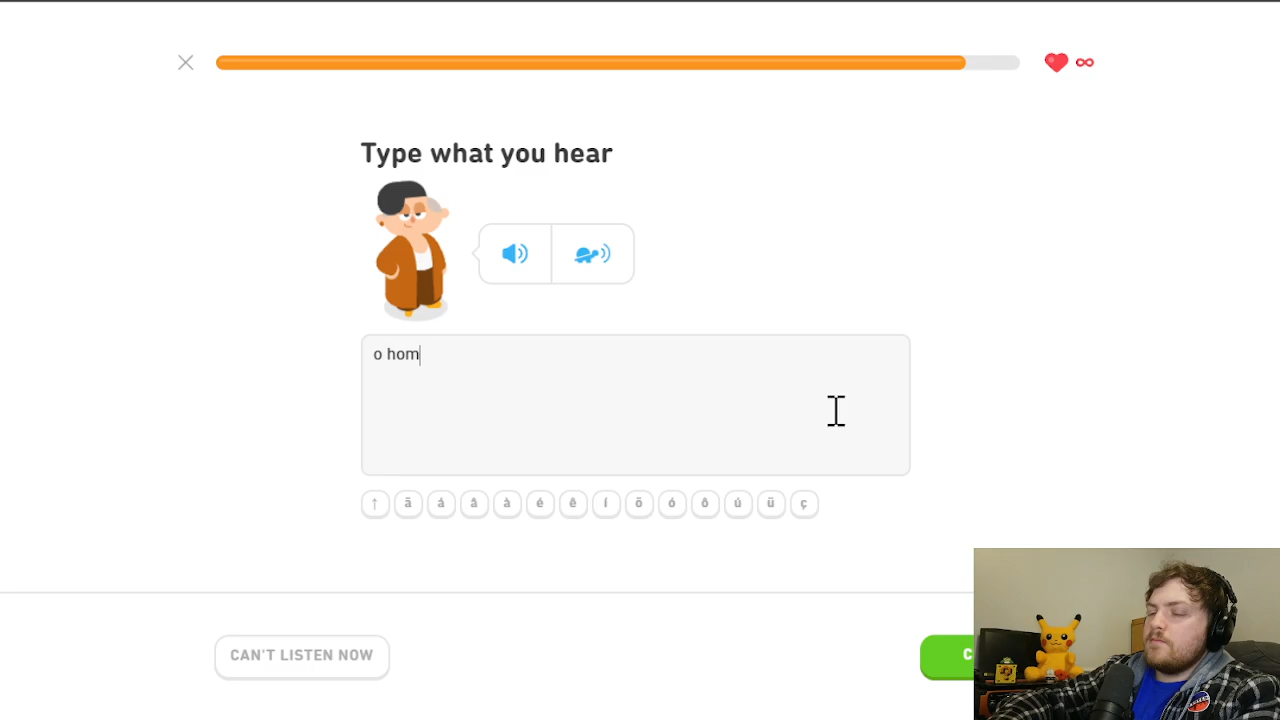 ∞
Type what you hear
o hom
↑ ã á â à é ê í õ ó ô ú ü ç
CAN'T LISTEN NOW
C